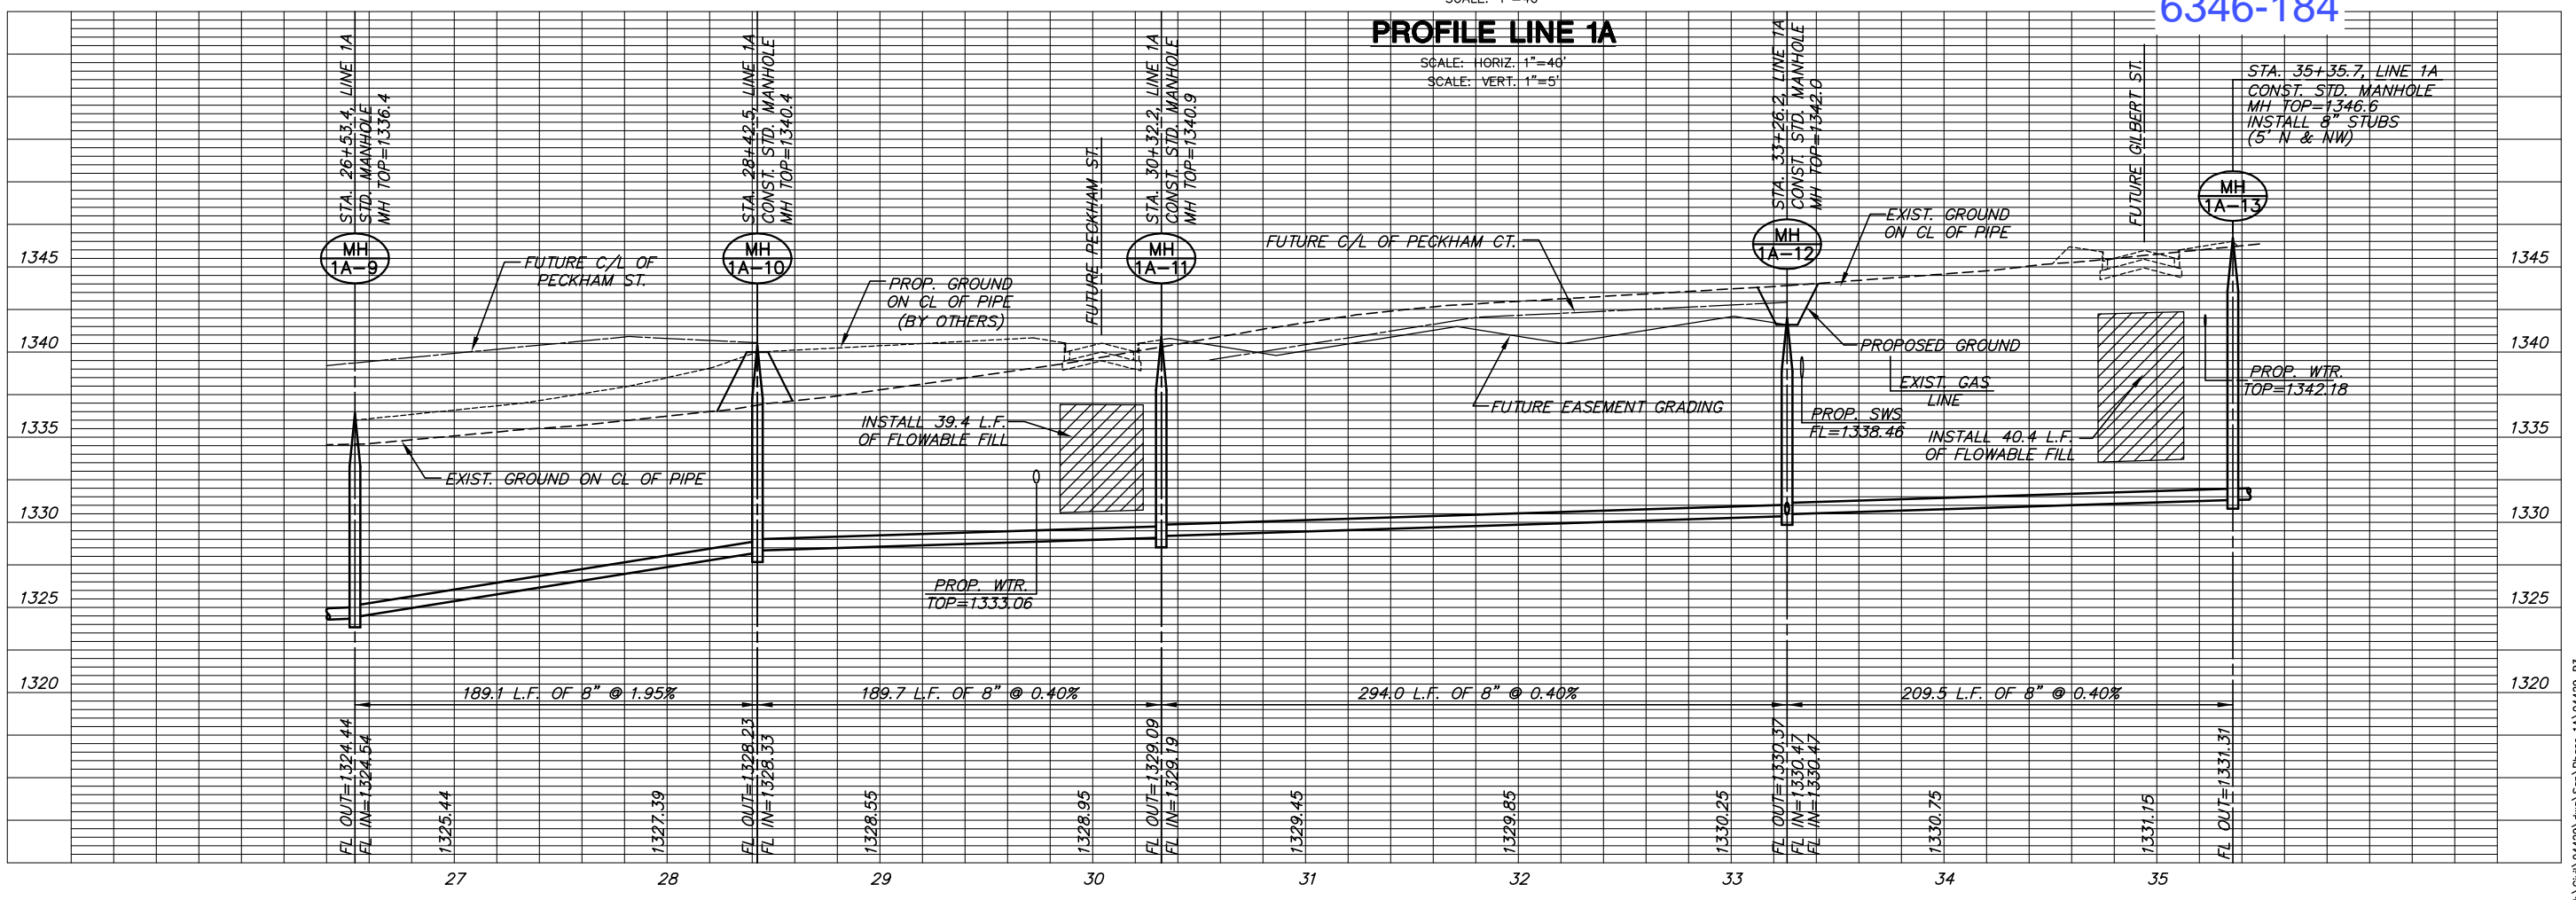 6346-184
PROFILE LINE 1A
SCALE: HORIZ. 1"=40'
SCALE: VERT. 1"=5'
STA. 26+53.4, LINE 1A
STD. MANHOLE
MH TOP=1336.4
MH
1A-9
STA. 28+42.5, LINE 1A
CONST. STD. MANHOLE
MH TOP=1340.4
MH
1A-10
FUTURE PECKHAM ST.
STA. 30+32.2, LINE 1A
CONST. STD. MANHOLE
MH TOP=1340.9
MH
1A-11
STA. 33+26.2, LINE 1A
CONST. STD. MANHOLE
MH TOP=1342.0
MH
1A-12
FUTURE GILBERT ST.
STA. 35+35.7, LINE 1A
CONST. STD. MANHOLE
MH TOP=1346.6
INSTALL 8" STUBS
(5' N & NW)
MH
1A-13
FUTURE C/L OF
PECKHAM ST.
PROP. GROUND
ON CL OF PIPE
(BY OTHERS)
FUTURE C/L OF PECKHAM CT.
EXIST. GROUND
ON CL OF PIPE
PROPOSED GROUND
EXIST. GAS
LINE
PROP. WTR.
TOP=1342.18
FUTURE EASEMENT GRADING
PROP. SWS
FL=1338.46
INSTALL 39.4 L.F.
OF FLOWABLE FILL
INSTALL 40.4 L.F.
OF FLOWABLE FILL
EXIST. GROUND ON CL OF PIPE
PROP. WTR.
TOP=1333.06
1345
1340
1335
1330
1325
1320
1345
1340
1335
1330
1325
1320
189.1 L.F. OF 8" @ 1.95%
189.7 L.F. OF 8" @ 0.40%
294.0 L.F. OF 8" @ 0.40%
209.5 L.F. OF 8" @ 0.40%
FL OUT=1324.44
FL IN=1324.54
1325.44
1327.39
FL OUT=1328.23
FL IN=1328.33
1328.55
1328.95
FL OUT=1329.09
FL IN=1329.19
1329.45
1329.85
1330.25
FL OUT=1330.37
FL IN=1330.47
FL IN=1330.47
1330.75
1331.15
FL OUT=1331.31
27
28
29
30
31
32
33
34
35